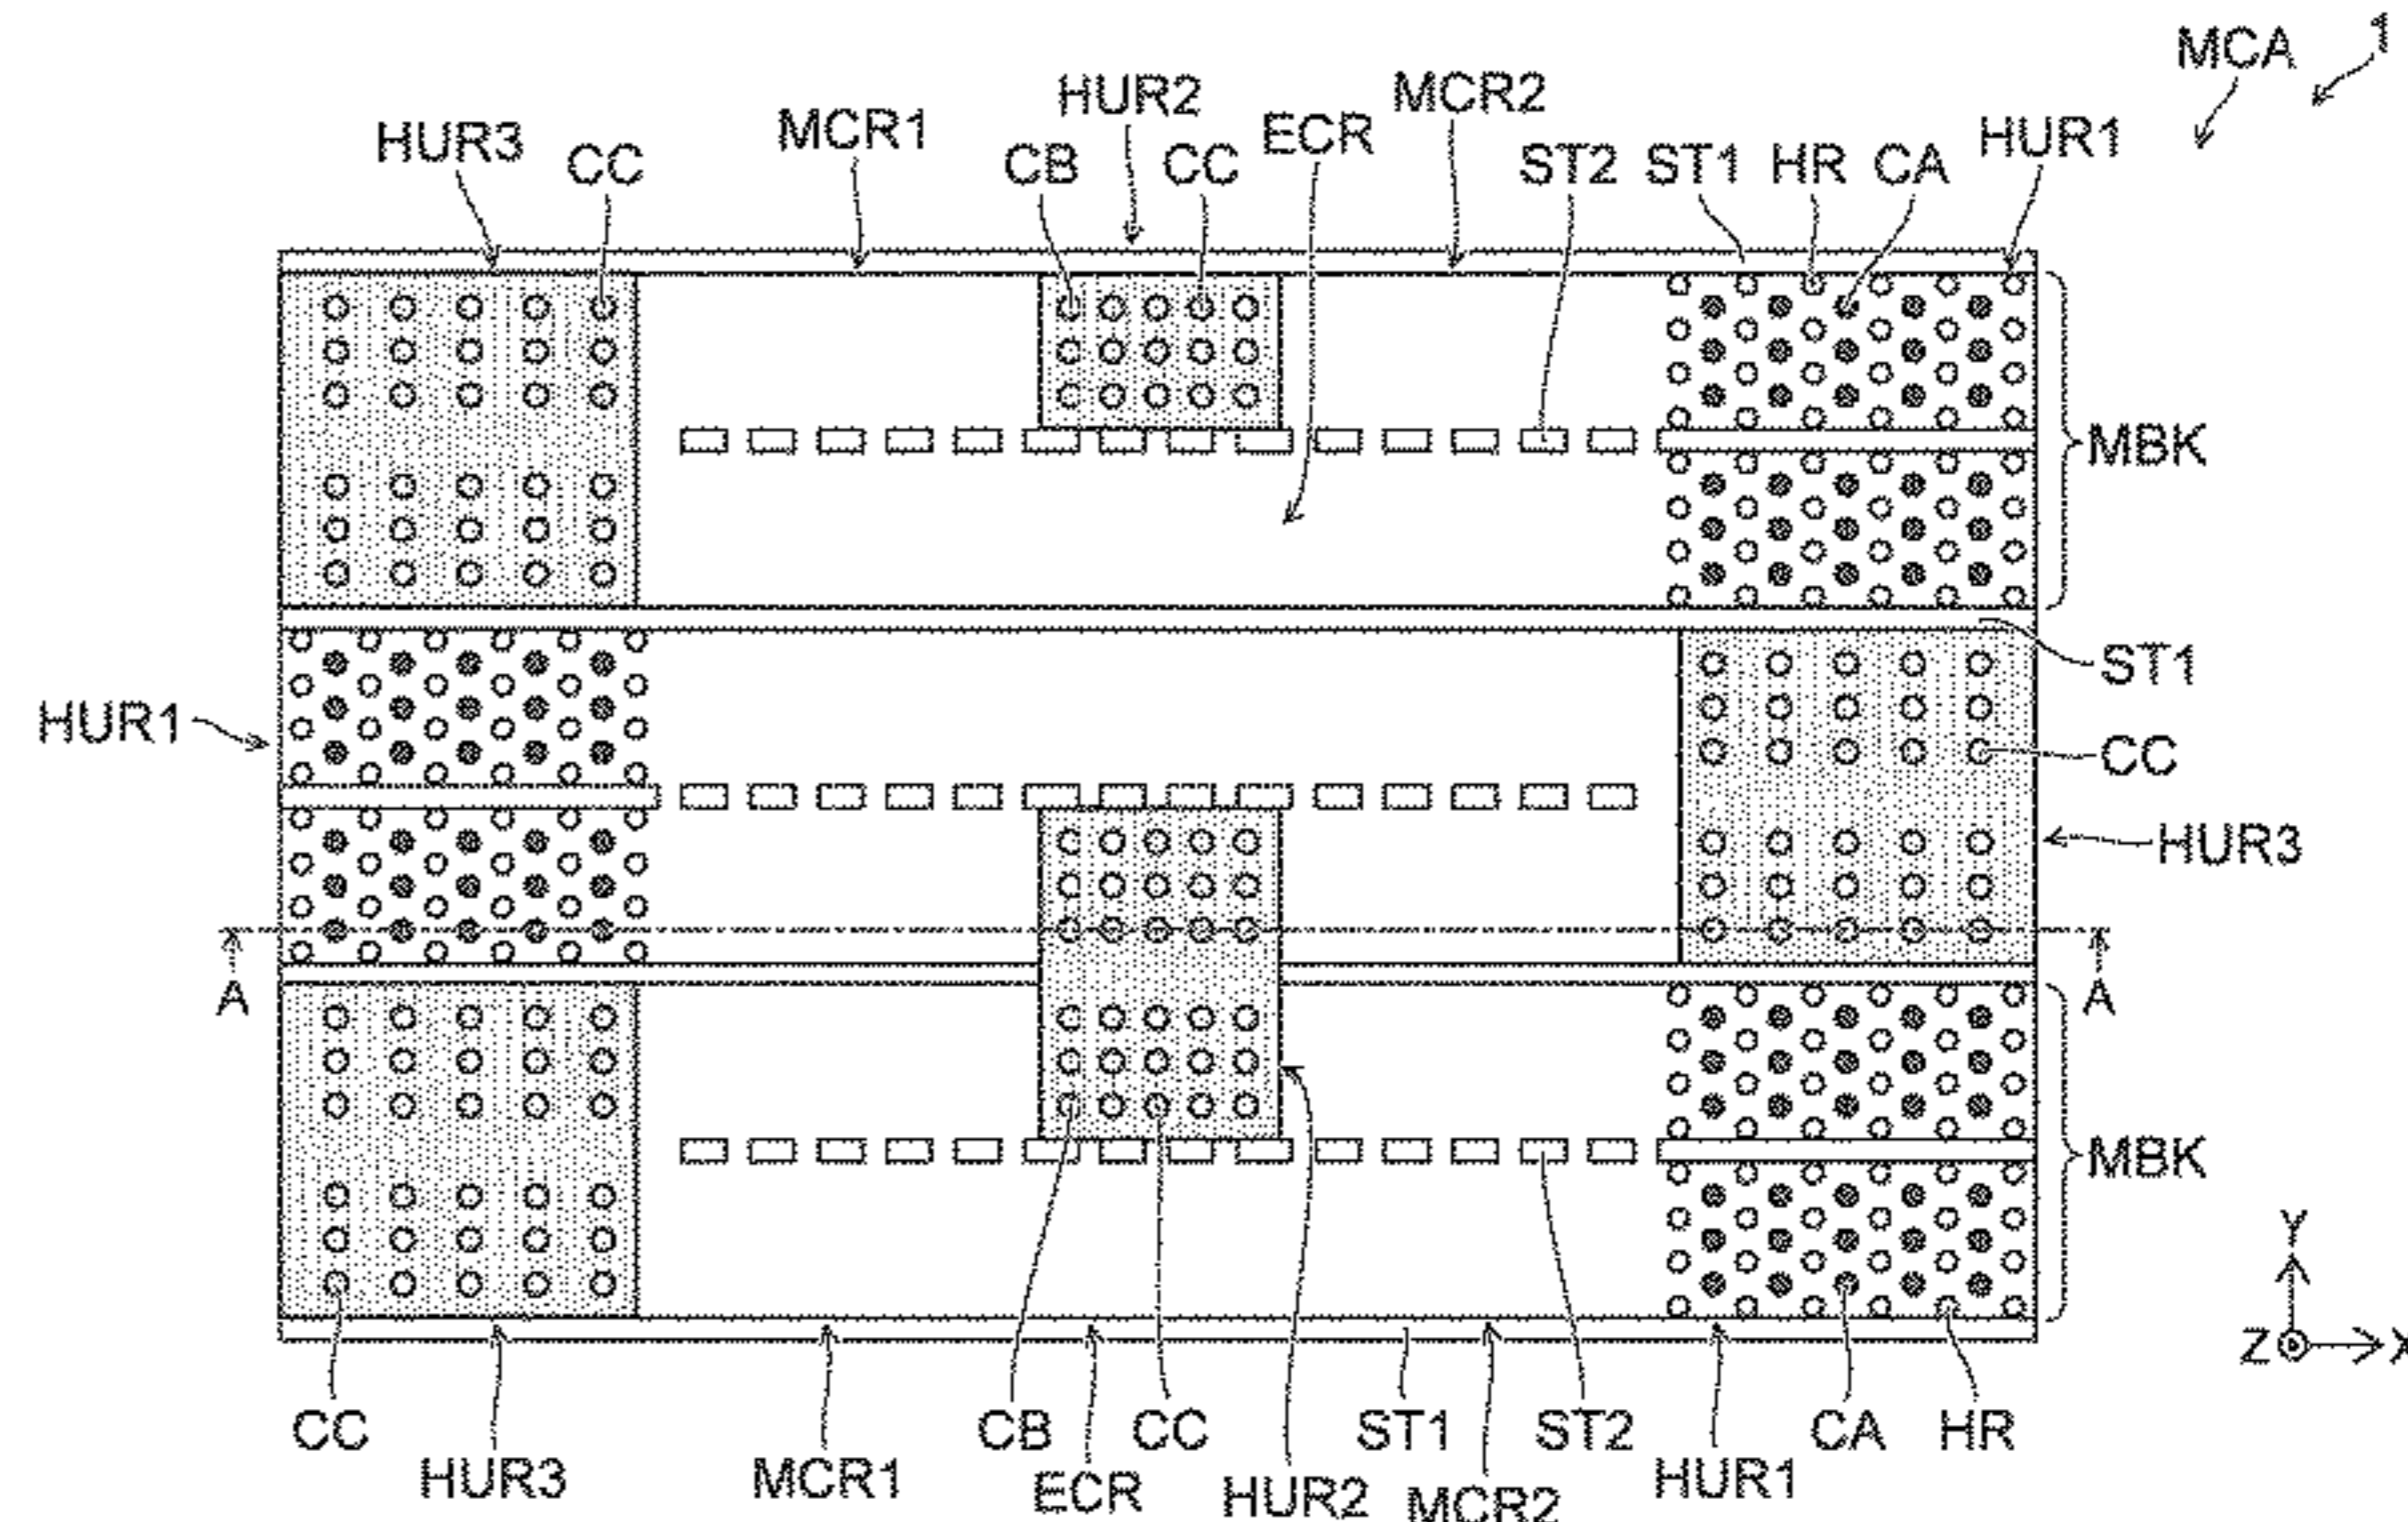 1
MCA
HUR2
MCR2
HUR3
MCR1
ECR
HUR1
CC
CB
CC
ST2
ST1
HR
CA
MBK
ST1
HUR1
CC
HUR3
A
A
MBK
Y
Z
X
CC
CB
CC
ST1
ST2
CA
HR
HUR3
MCR1
ECR
HUR2
MCR2
HUR1